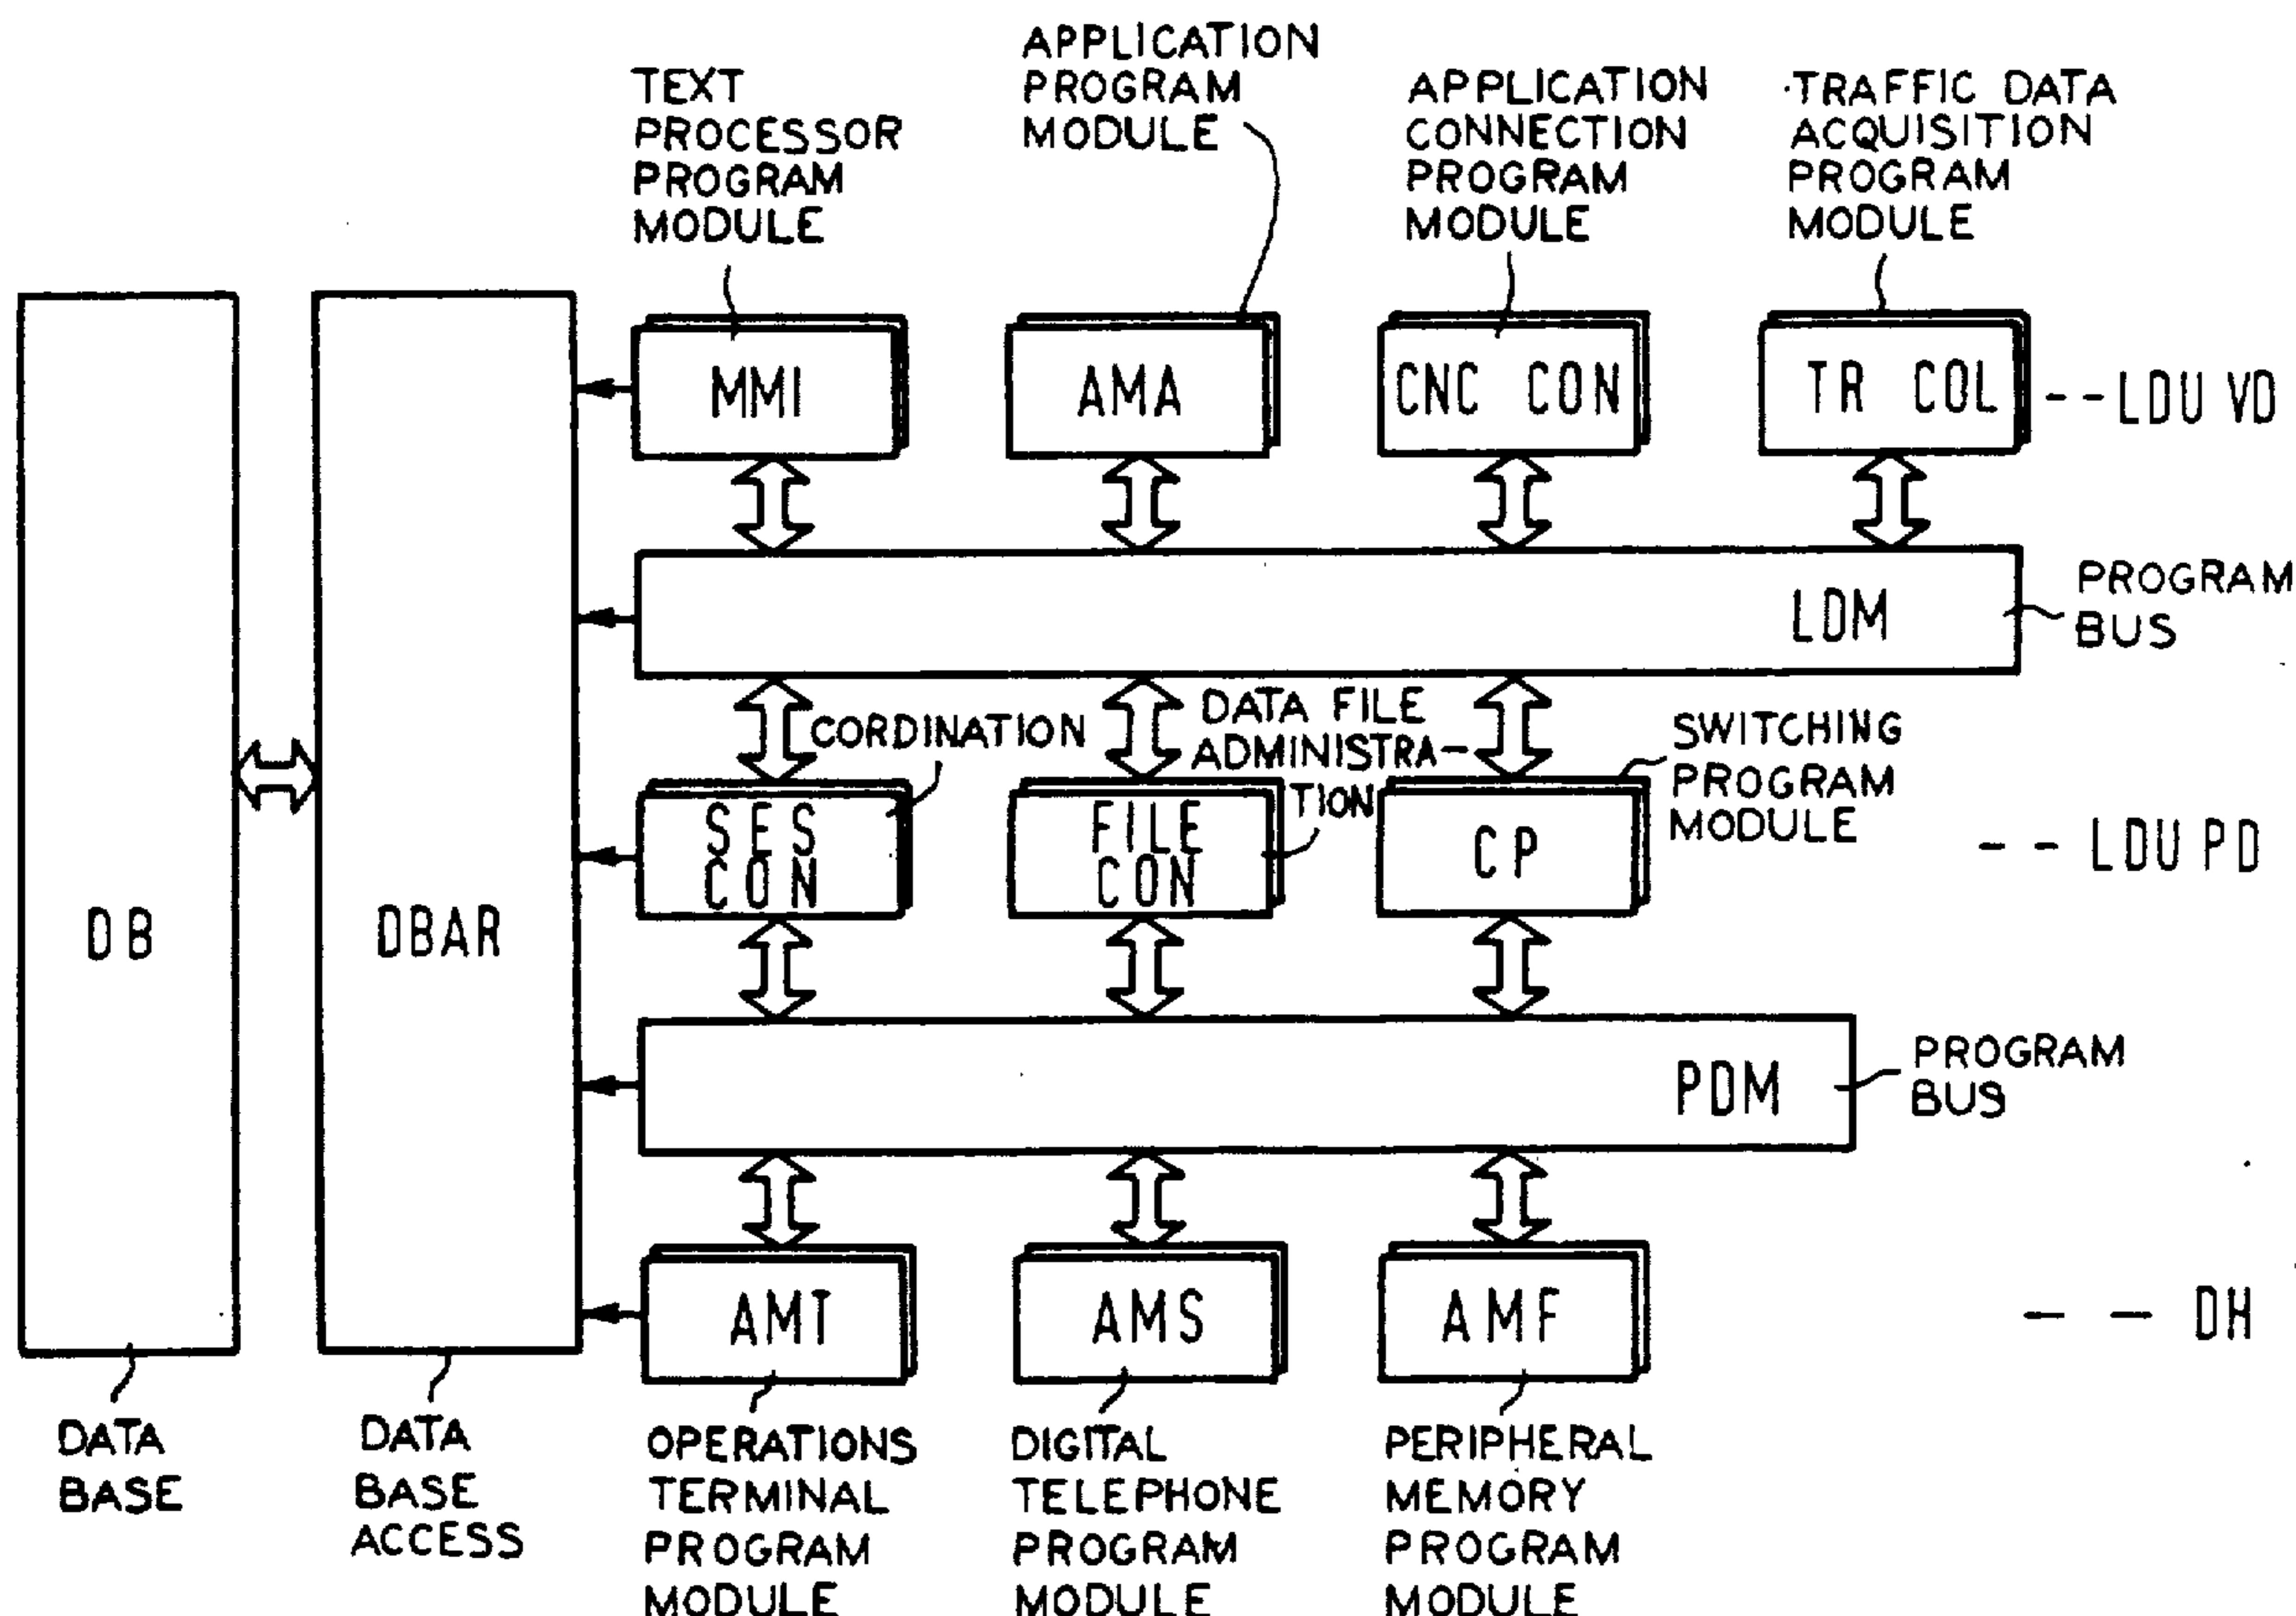 TEXT
PROCESSOR
PROGRAM
MODULE
APPLICATION
PROGRAM
MODULE
APPLICATION
CONNECTION
PROGRAM
MODULE
TRAFFIC DATA
ACQUISITION
PROGRAM
MODULE
MMI
AMA
CNC CON
TR COL
--LDU VD
LDM
PROGRAM
BUS
CORDINATION
DATA FILE
ADMINISTRA-
TION
SWITCHING
PROGRAM
MODULE
SES
CON
FILE
CON
CP
-- LDU PD
DB
DBAR
PDM
PROGRAM
BUS
AMT
AMS
AMF
-- DH
DATA
BASE
DATA
BASE
ACCESS
OPERATIONS
TERMINAL
PROGRAM
MODULE
DIGITAL
TELEPHONE
PROGRAM
MODULE
PERIPHERAL
MEMORY
PROGRAM
MODULE